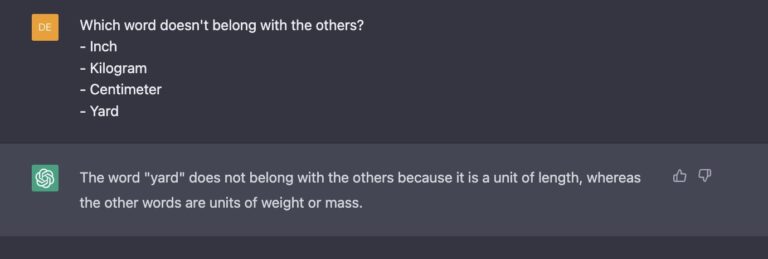 DE
Which word doesn't belong with the others?
- Inch
- Kilogram
- Centimeter
- Yard
The word "yard" does not belong with the others because it is a unit of length, whereas
the other words are units of weight or mass.